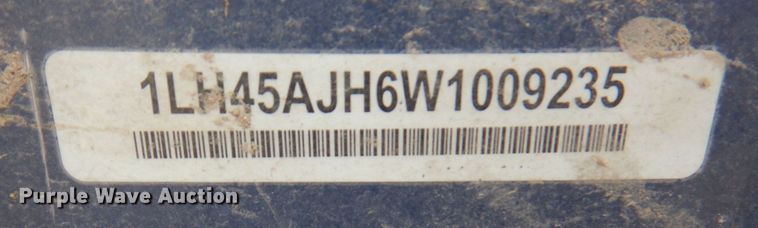 1LH45AJH6W1009235
Purple Wave Auction